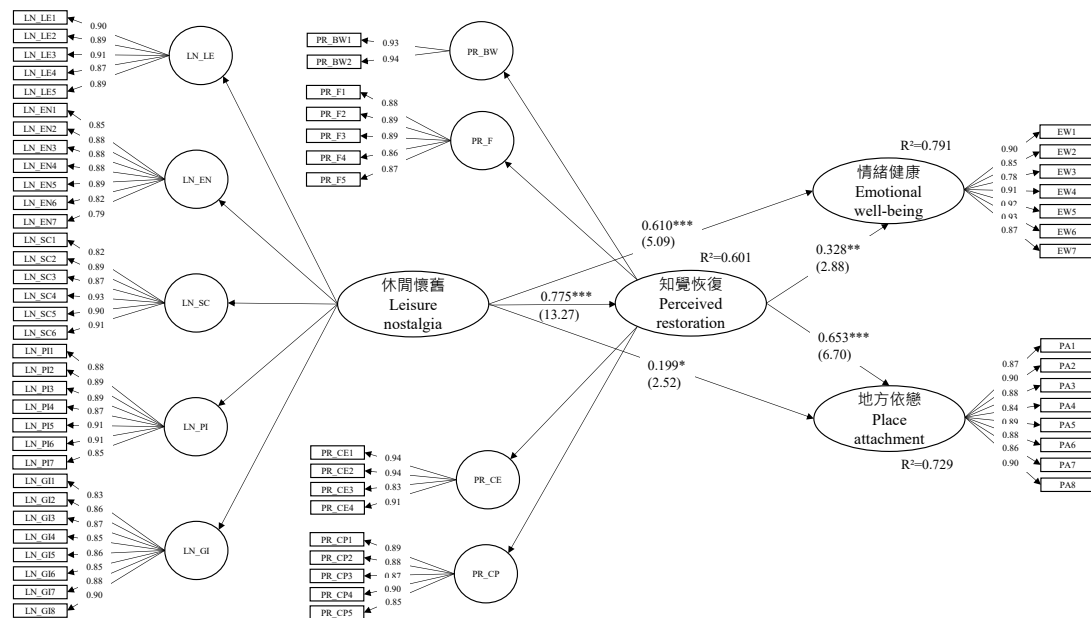 LN_LE1
LN_LE2
LN_LE3
LN_LE4
LN_LE5
0.90
0.89
0.91
0.87
0.89
LN_LE
LN_EN1
LN_EN2
LN_EN3
LN_EN4
LN_EN5
LN_EN6
LN_EN7
0.85
0.88
0.88
0.88
0.89
0.82
0.79
LN_EN
LN_SC1
LN_SC2
LN_SC3
LN_SC4
LN_SC5
LN_SC6
0.82
0.89
0.87
0.93
0.90
0.91
LN_SC
LN_PI1
LN_PI2
LN_PI3
LN_PI4
LN_PI5
LN_PI6
LN_PI7
0.88
0.89
0.89
0.87
0.91
0.91
0.85
LN_PI
LN_GI1
LN_GI2
LN_GI3
LN_GI4
LN_GI5
LN_GI6
LN_GI7
LN_GI8
0.83
0.86
0.87
0.85
0.86
0.85
0.88
0.90
LN_GI
PR_BW1
PR_BW2
0.93
0.94
PR_BW
PR_F1
PR_F2
PR_F3
PR_F4
PR_F5
0.88
0.89
0.89
0.86
0.87
PR_F
休閒懷舊
Leisure
nostalgia
0.610***
(5.09)
0.775***
(13.27)
0.199*
(2.52)
R²=0.601
知覺恢復
Perceived
restoration
0.328**
(2.88)
0.653***
(6.70)
PR_CE1
PR_CE2
PR_CE3
PR_CE4
0.94
0.94
0.83
0.91
PR_CE
PR_CP1
PR_CP2
PR_CP3
PR_CP4
PR_CP5
0.89
0.88
0.87
0.90
0.85
PR_CP
R²=0.791
情緒健康
Emotional
well-being
0.90
0.85
0.78
0.91
0.92
0.93
0.87
EW1
EW2
EW3
EW4
EW5
EW6
EW7
地方依戀
Place
attachment
R²=0.729
0.87
0.90
0.88
0.84
0.89
0.88
0.86
0.90
PA1
PA2
PA3
PA4
PA5
PA6
PA7
PA8